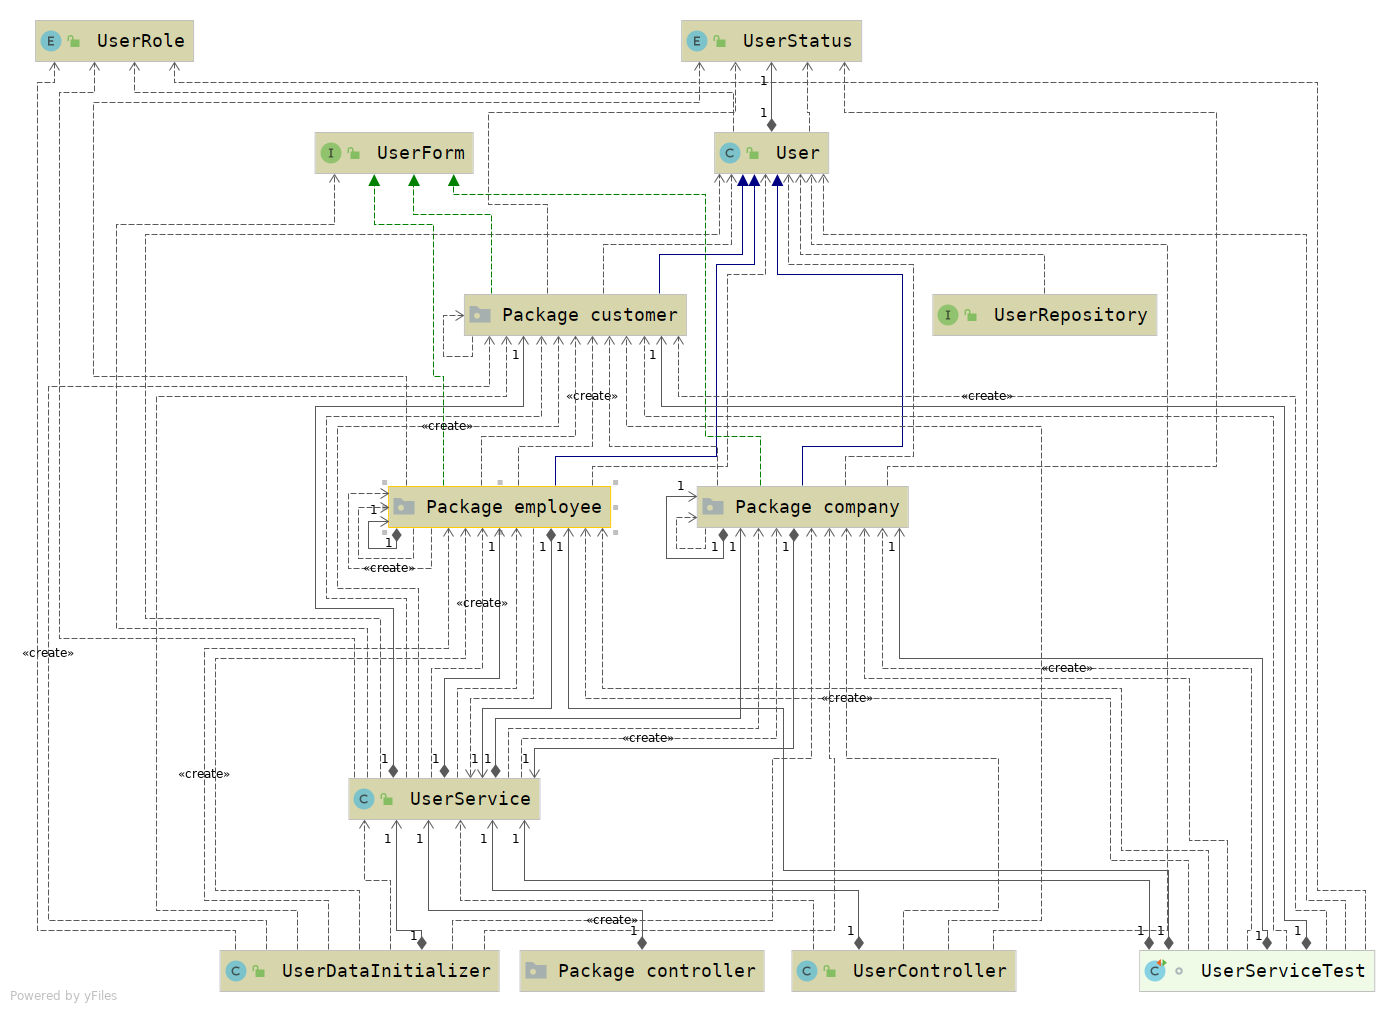 E UserRole
E UserStatus
1
1
I UserForm
C User
Package customer
I UserRepository
1
1
«create»
«create»
«create»
1
1
Package employee
Package company
1
1
1
1
1
1
1
1
«create»
«create»
«create»
«create»
«create»
«create»
1
1
1
1
1
«create»
C UserService
1
1
1
1
«create»
1
1
1
1
1
1
1
C UserDataInitializer
Package controller
C UserController
C UserServiceTest
Powered by yFiles